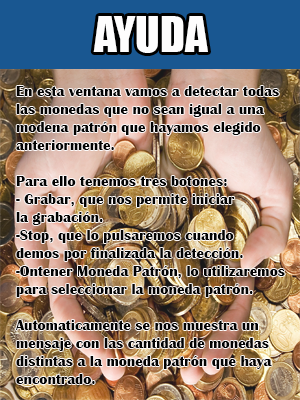 AYUDA
En esta ventana vamos a detectar todas
las monedas que no sean igual a una
modena patrón que hayamos elegido
anteriormente.
Para ello tenemos tres botones:
- Grabar, que nos permite iniciar
la grabación.
-Stop, que lo pulsaremos cuando
demos por finalizada la detección.
-Ontener Moneda Patrón, lo utilizaremos
para seleccionar la moneda patrón.
Automaticamente se nos muestra un
mensaje con las cantidad de monedas
distintas a la moneda patrón que haya
encontrado.